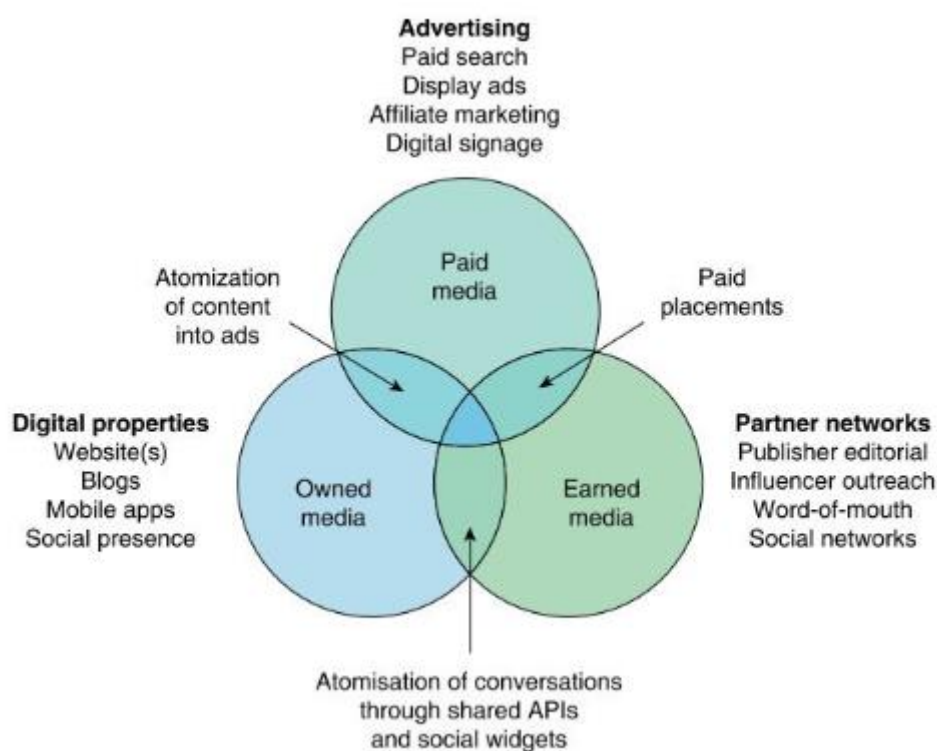 Advertising
Paid search
Display ads
Affiliate marketing
Digital signage
Paid
media
Atomization
of content
into ads
Paid
placements
Digital properties
Website(s)
Blogs
Mobile apps
Social presence
Owned
media
Earned
media
Partner networks
Publisher editorial
Influencer outreach
Word-of-mouth
Social networks
Atomisation of conversations
through shared APIs
and social widgets